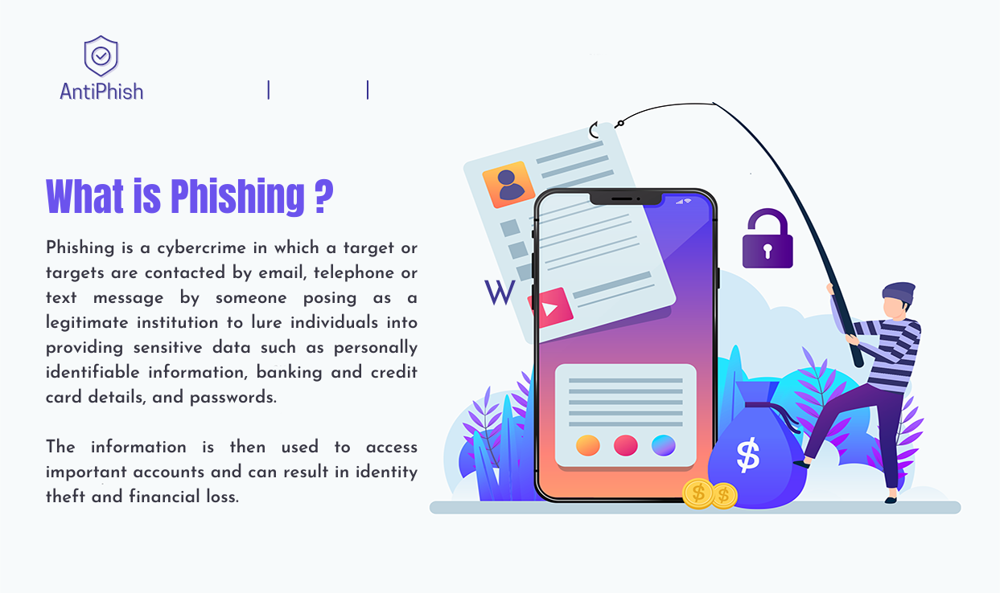 AntiPhish
What is Phishing ?
Phishing is a cybercrime in which a target or
targets are contacted by email, telephone or
text message by someone posing as a
legitimate institution to lure individuals into
providing sensitive data such as personally
identifiable information, banking and credit
card details, and passwords.
The information is then used to access
important accounts and can result in identity
theft and financial loss.
W
$
$
$